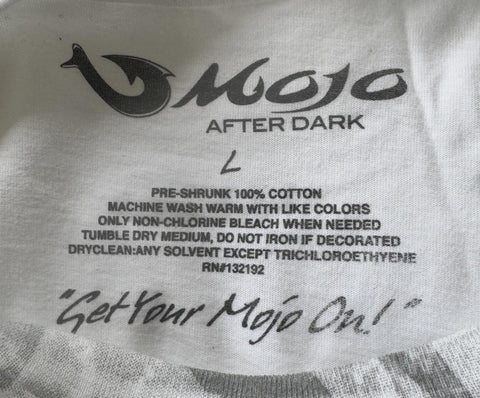 MOJO
AFTER DARK
L
PRE-SHRUNK 100% COTTON
MACHINE WASH WARM WITH LIKE COLORS
ONLY NON-CHLORINE BLEACH WHEN NEEDED
TUMBLE DRY MEDIUM, DO NOT IRON IF DECORATED
DRYCLEAN:ANY SOLVENT EXCEPT TRICHLOROETHYENE
RN#132192
"Get Your Mojo On!"